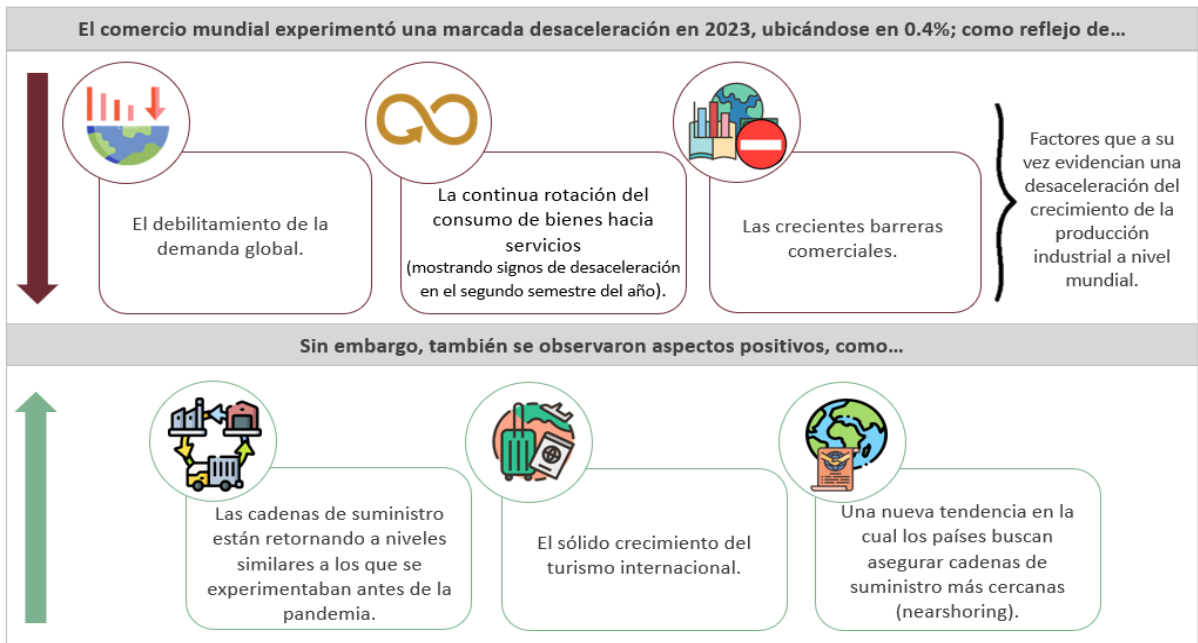 El comercio mundial experimentó una marcada desaceleración en 2023, ubicándose en 0.4%; como reflejo de...
El debilitamiento de la
demanda global.
La continua rotación del
consumo de bienes hacia
servicios
(mostrando signos de desaceleración
en el segundo semestre del año).
Las crecientes barreras
comerciales.
Factores que a su
vez evidencian una
desaceleración del
crecimiento de la
producción
industrial a nivel
mundial.
Sin embargo, también se observaron aspectos positivos, como...
Las cadenas de suministro
están retornando a niveles
similares a los que se
experimentaban antes de la
pandemia.
El sólido crecimiento del
turismo internacional.
Una nueva tendencia en la
cual los países buscan
asegurar cadenas de
suministro más cercanas
(nearshoring).